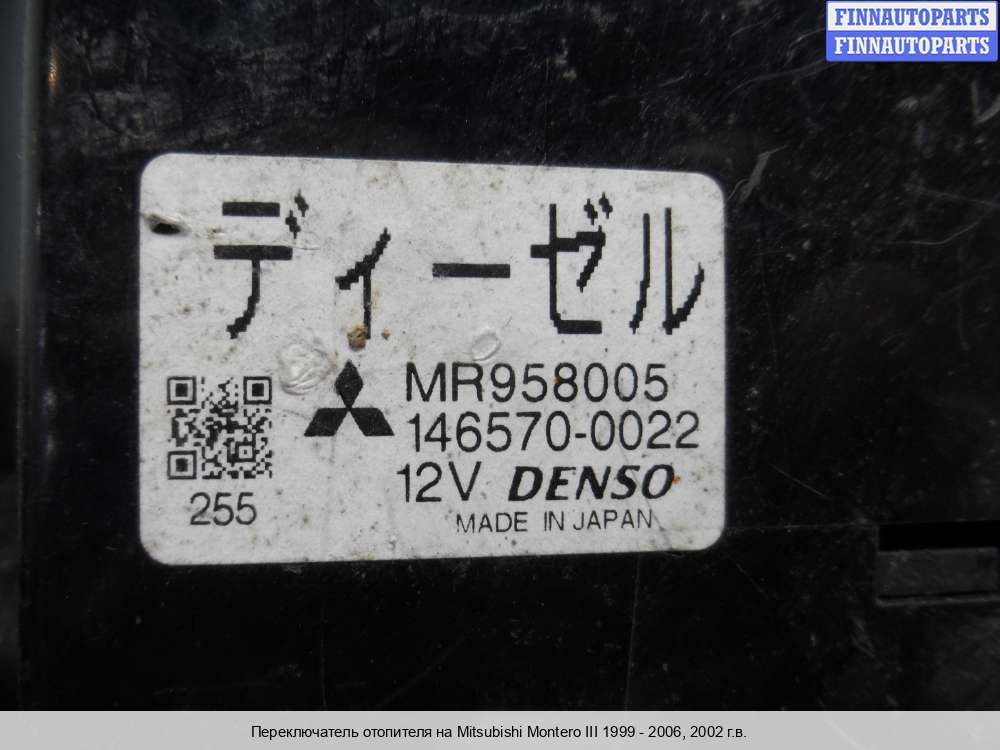 FINNAUTOPARTS
FINNAUTOPARTS
ディーゼル
MR958005
146570-0022
12V DENSO
255
MADE IN JAPAN
Переключатель отопителя на Mitsubishi Montero III 1999 - 2006, 2002 г.в.